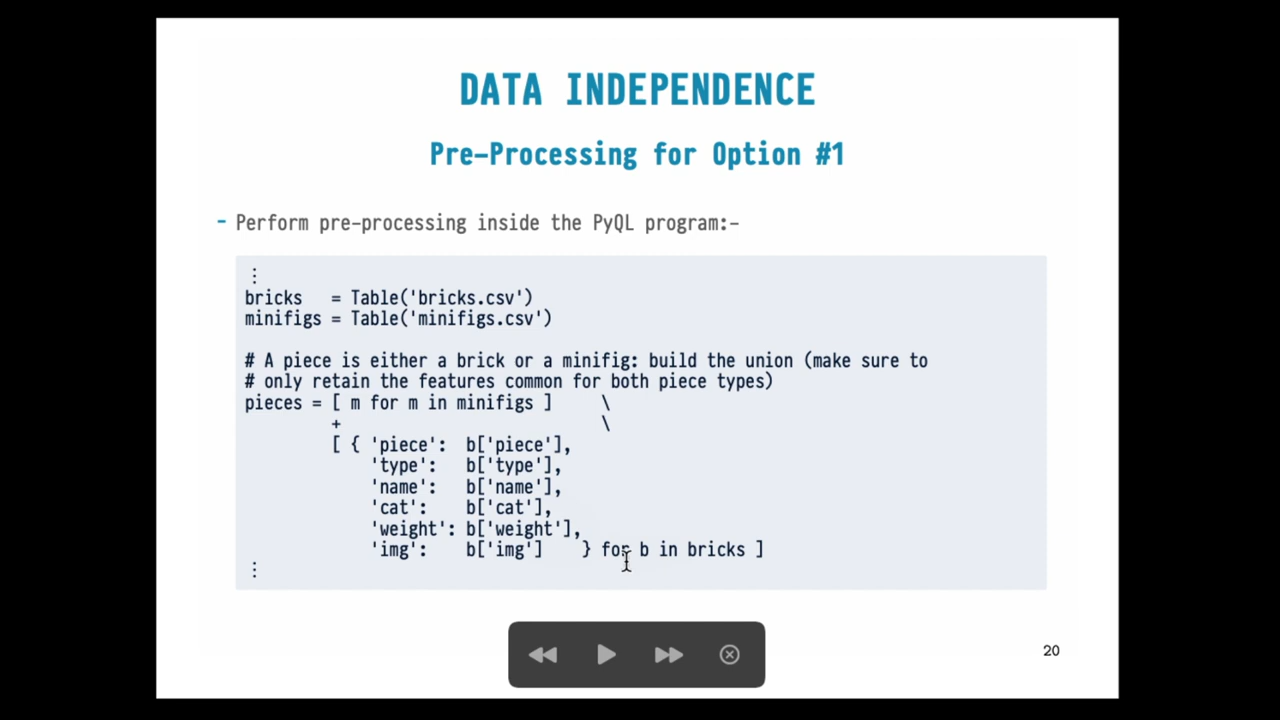 DATA INDEPENDENCE
Pre-Processing for Option #1
- Perform pre-processing inside the PyQL program:-
⋮
bricks   = Table('bricks.csv')
minifigs = Table('minifigs.csv')
# A piece is either a brick or a minifig: build the union (make sure to
# only retain the features common for both piece types)
pieces = [ m for m in minifigs ]     \
         +                           \
         [ { 'piece':  b['piece'],
             'type':   b['type'],
             'name':   b['name'],
             'cat':    b['cat'],
             'weight': b['weight'],
             'img':    b['img']    } for b in bricks ]
⋮
20